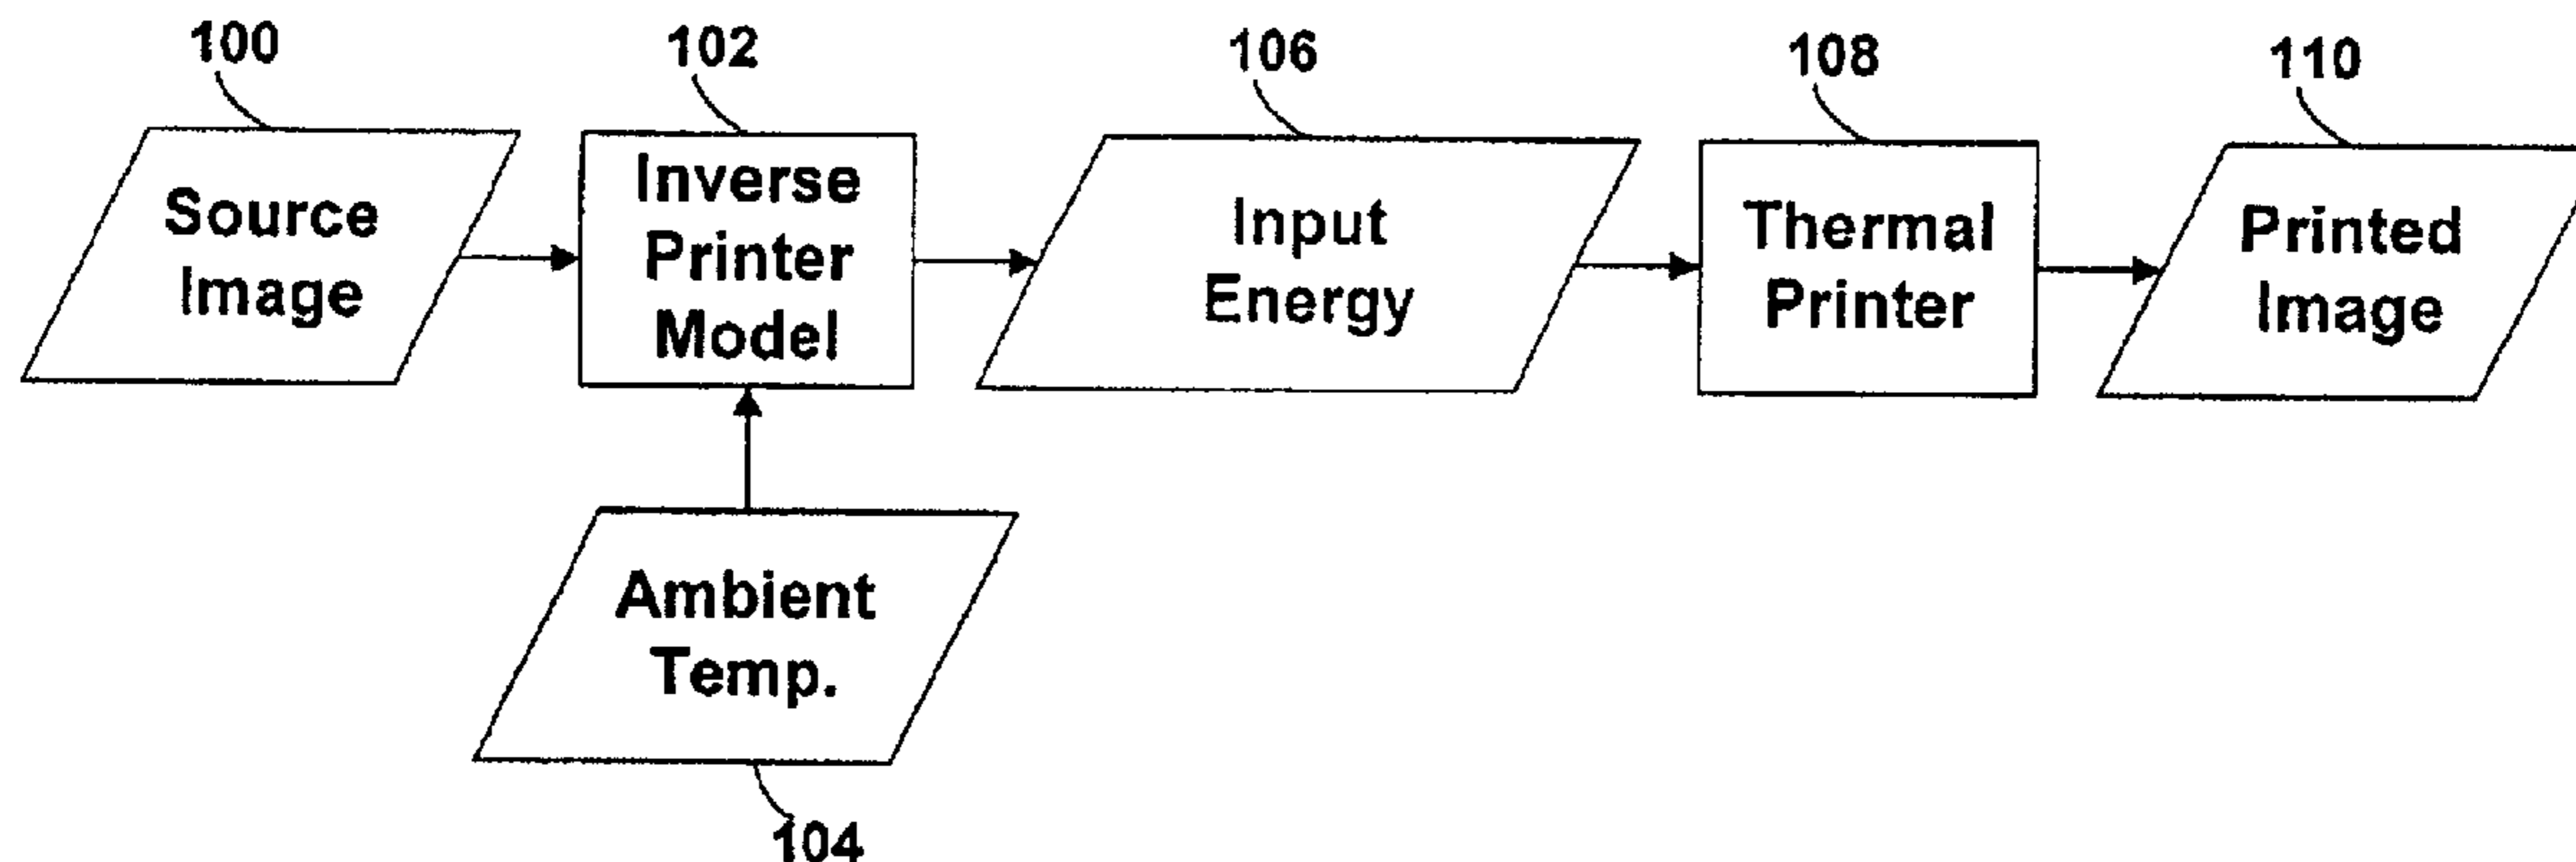 100
102
106
108
110
Source
Image
Inverse
Printer
Model
Input
Energy
Thermal
Printer
Printed
Image
Ambient
Temp.
104